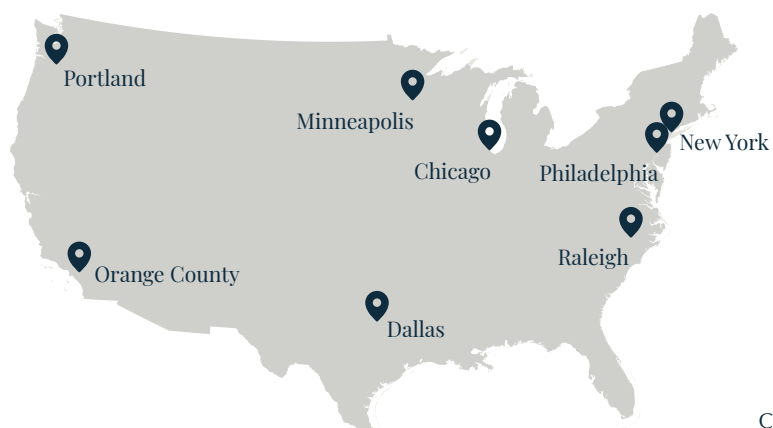 Portland
Minneapolis
New York
Chicago
Philadelphia
Raleigh
Orange County
Dallas
C